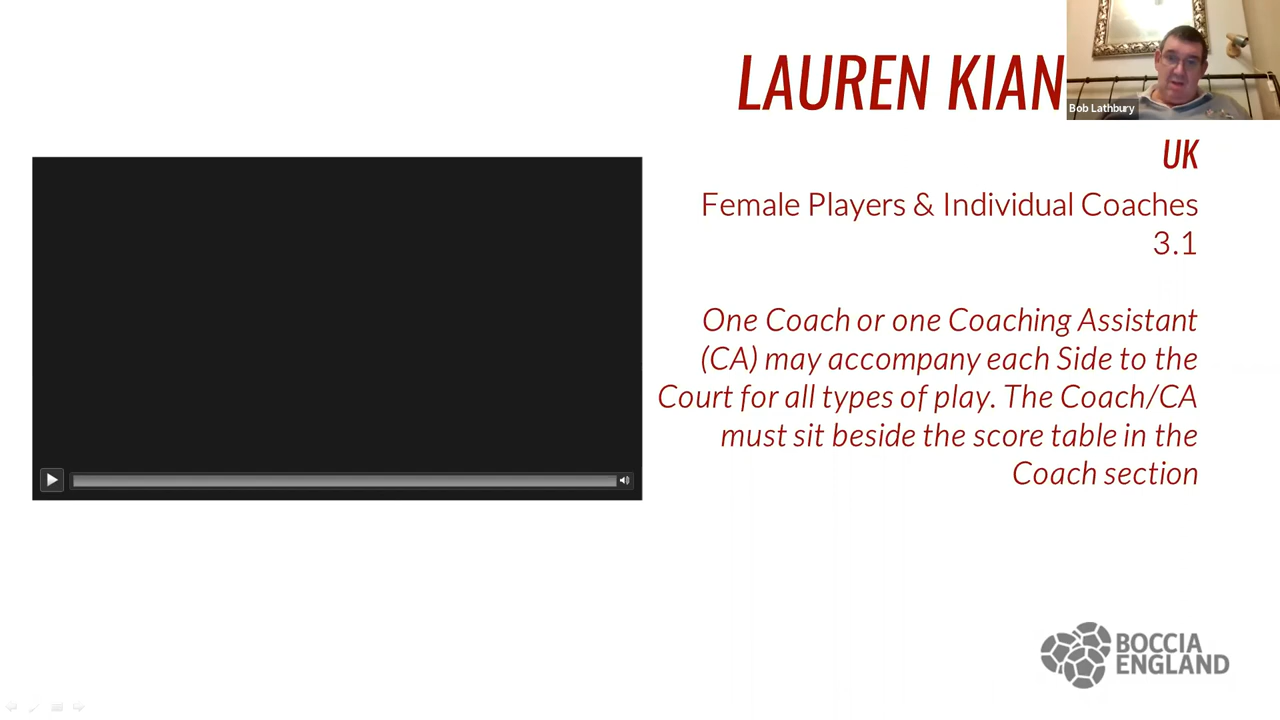 LAUREN KIAN
Bob Lathbury
UK
Female Players & Individual Coaches
3.1
One Coach or one Coaching Assistant
(CA) may accompany each Side to the
Court for all types of play. The Coach/CA
must sit beside the score table in the
Coach section
BOCCIA
ENGLAND